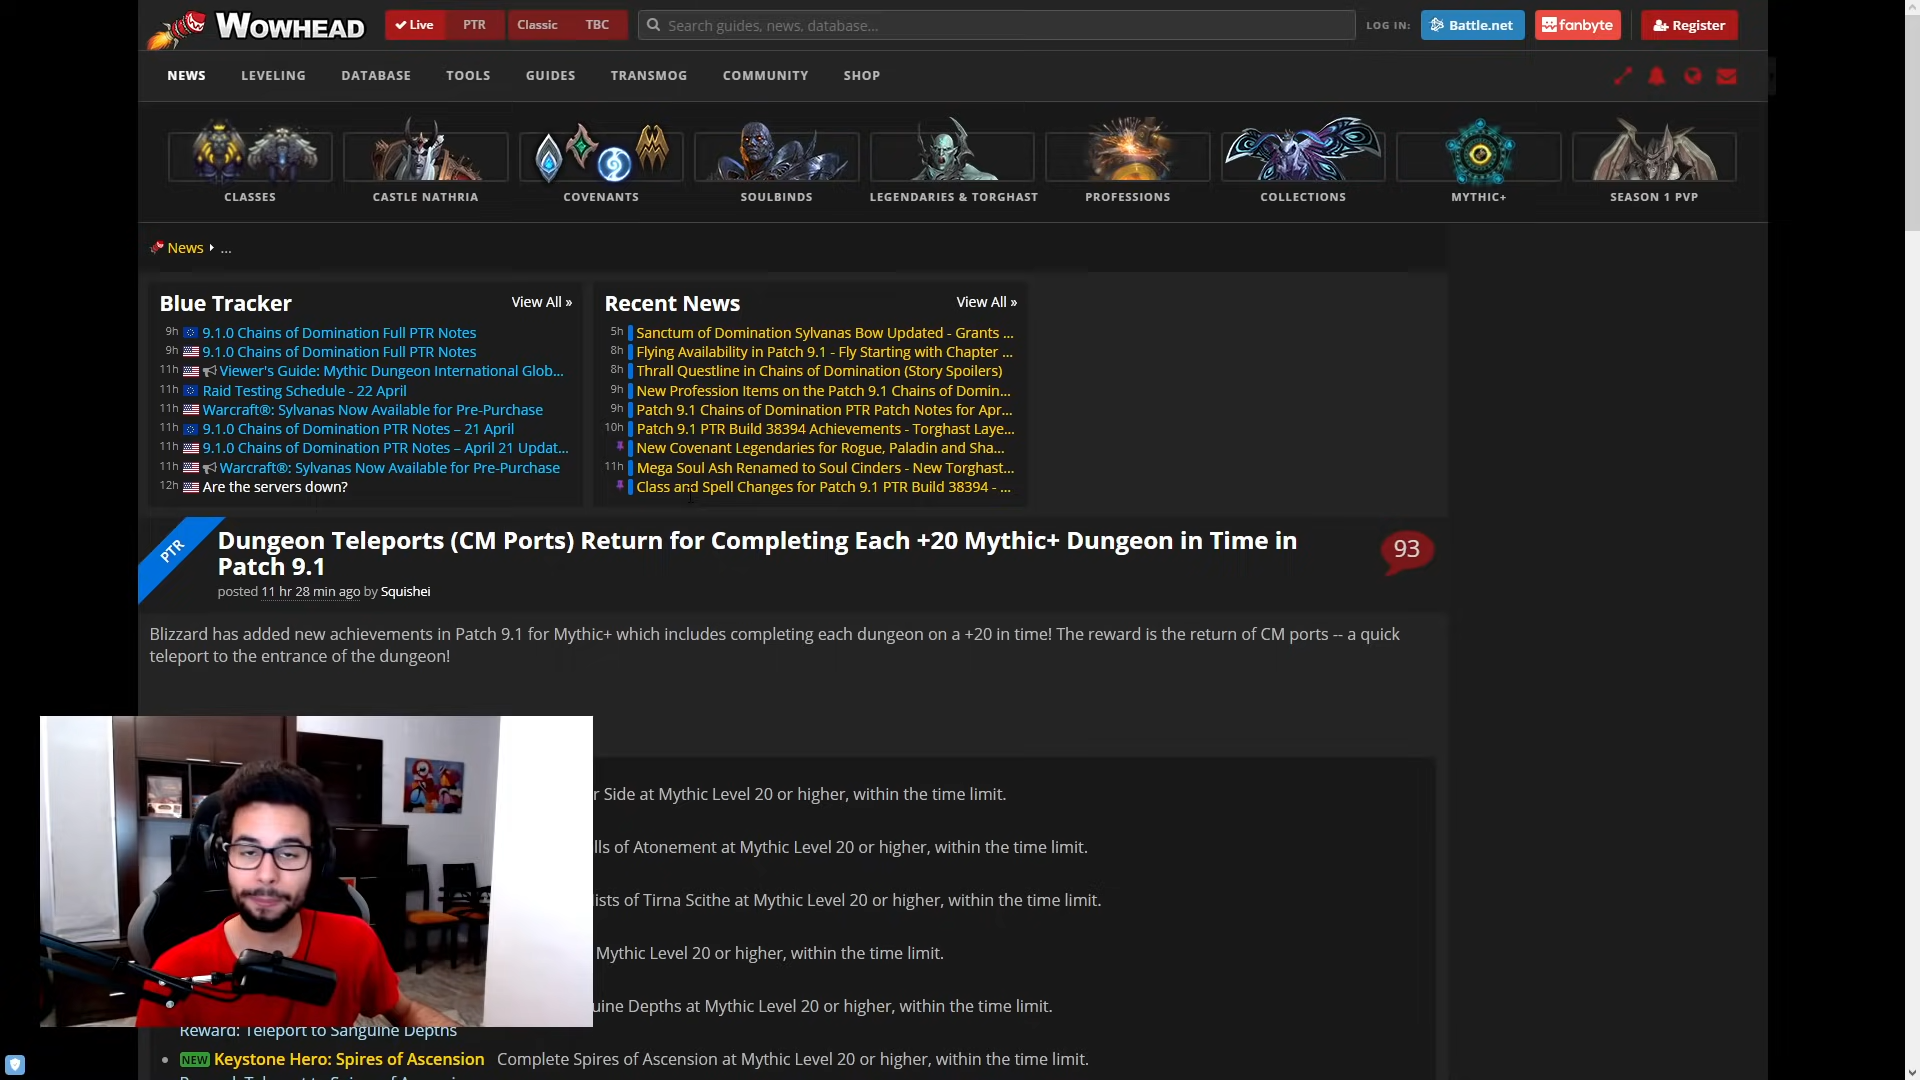 WOWHEAD
Live PTR Classic TBC
Search guides, news, database...
LOG IN: Battle.net fanbyte Register
NEWS LEVELING DATABASE TOOLS GUIDES TRANSMOG COMMUNITY SHOP
CLASSES CASTLE NATHRIA COVENANTS SOULBINDS LEGENDARIES & TORGHAST PROFESSIONS COLLECTIONS MYTHIC+ SEASON 1 PVP
News ...
Blue Tracker View All »
9h 9.1.0 Chains of Domination Full PTR Notes
9h 9.1.0 Chains of Domination Full PTR Notes
11h Viewer's Guide: Mythic Dungeon International Glob...
11h Raid Testing Schedule - 22 April
11h Warcraft®: Sylvanas Now Available for Pre-Purchase
11h 9.1.0 Chains of Domination PTR Notes – 21 April
11h 9.1.0 Chains of Domination PTR Notes – April 21 Updat...
11h Warcraft®: Sylvanas Now Available for Pre-Purchase
12h Are the servers down?
Recent News View All »
5h Sanctum of Domination Sylvanas Bow Updated - Grants ...
8h Flying Availability in Patch 9.1 - Fly Starting with Chapter ...
8h Thrall Questline in Chains of Domination (Story Spoilers)
9h New Profession Items on the Patch 9.1 Chains of Domin...
9h Patch 9.1 Chains of Domination PTR Patch Notes for Apr...
10h Patch 9.1 PTR Build 38394 Achievements - Torghast Laye...
New Covenant Legendaries for Rogue, Paladin and Sha...
11h Mega Soul Ash Renamed to Soul Cinders - New Torghast...
Class and Spell Changes for Patch 9.1 PTR Build 38394 - ...
PTR
Dungeon Teleports (CM Ports) Return for Completing Each +20 Mythic+ Dungeon in Time in
Patch 9.1
93
posted 11 hr 28 min ago by Squishei
Blizzard has added new achievements in Patch 9.1 for Mythic+ which includes completing each dungeon on a +20 in time! The reward is the return of CM ports -- a quick
teleport to the entrance of the dungeon!
r Side at Mythic Level 20 or higher, within the time limit.
lls of Atonement at Mythic Level 20 or higher, within the time limit.
ists of Tirna Scithe at Mythic Level 20 or higher, within the time limit.
Mythic Level 20 or higher, within the time limit.
uine Depths at Mythic Level 20 or higher, within the time limit.
Reward: Teleport to Sanguine Depths
NEW Keystone Hero: Spires of Ascension Complete Spires of Ascension at Mythic Level 20 or higher, within the time limit.